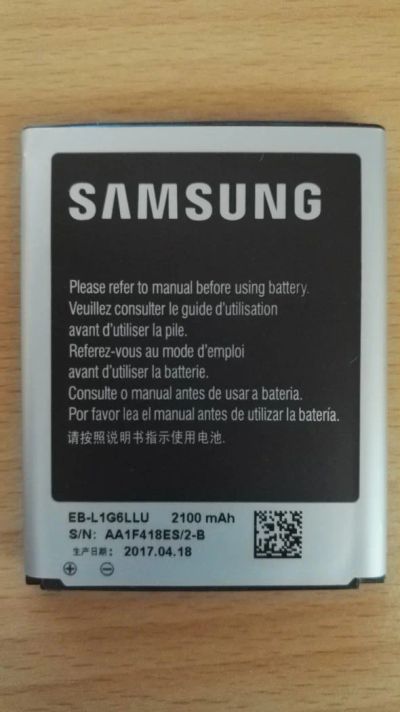 SAMSUNG
Please refer to manual before using battery.
Veuillez consulter le guide d'utilisation
avant d'utiliser la pile.
Referez-vous au mode d'emploi
avant d'utiliser la batterie.
Consulte o manual antes de usar a bateria.
Por favor lea el manual antes de utilizar la batería.
请按照说明书指示使用电池.
EB-L1G6LLU 2100 mAh
S/N: AA1F418ES/2-B
生产日期: 2017.04.18
+ -